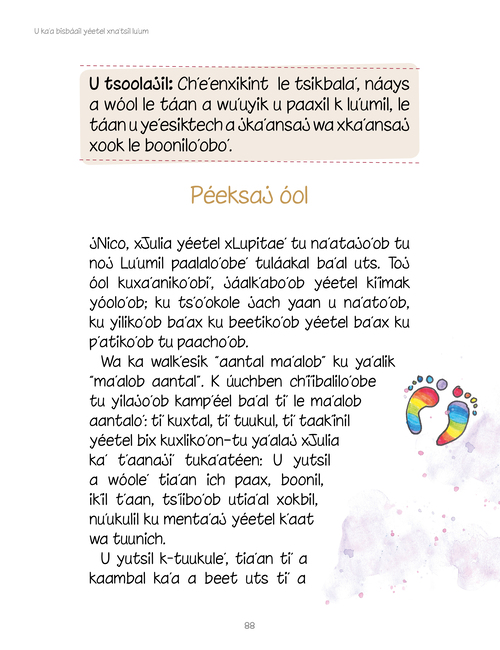 U ka'a bisbáail yéetel xna'tsil lu'um
U tsoolajil: Ch'e'enxikint le tsikbala', náays
a wóol le táan a wu'uyik u paaxil k lu'umil, le
táan u ye'esiktech a jka'ansaj wa xka'ansaj
xook le boonilo'obo'.
Péeksaj óol
jNico, xJulia yéetel xLupitae' tu na'atajo'ob tu
noj Lu'umil paalalo'obe' tuláakal ba'al uts. Toj
óol kuxa'aniko'obi', jáalk'abo'ob yéetel ki'imak
yóolo'ob; ku ts'o'okole jach yaan u na'ato'ob,
ku yiliko'ob ba'ax ku beetiko'ob yéetel ba'ax ku
p'atiko'ob tu paacho'ob.
Wa ka walk'esik "aantal ma'alob" ku ya'alik
"ma'alob aantal". K úuchben ch'i'ibalilo'obe
tu yilajo'ob kamp'éel ba'al ti' le ma'alob
aantalo': ti' kuxtal, ti' tuukul, ti' taak'inil
yéetel bix kuxliko'on-tu ya'alaj xJulia
ka' t'aanaji' tuka'atéen: U yutsil
a wóole' tia'an ich paax, boonil,
ikil t'aan, ts'iibo'ob utia'al xokbil,
nu'ukulil ku menta'aj yéetel k'aat
wa tuunich.
U yutsil k-tuukule', tia'an ti' a
kaambal ka'a a beet uts ti' a
88